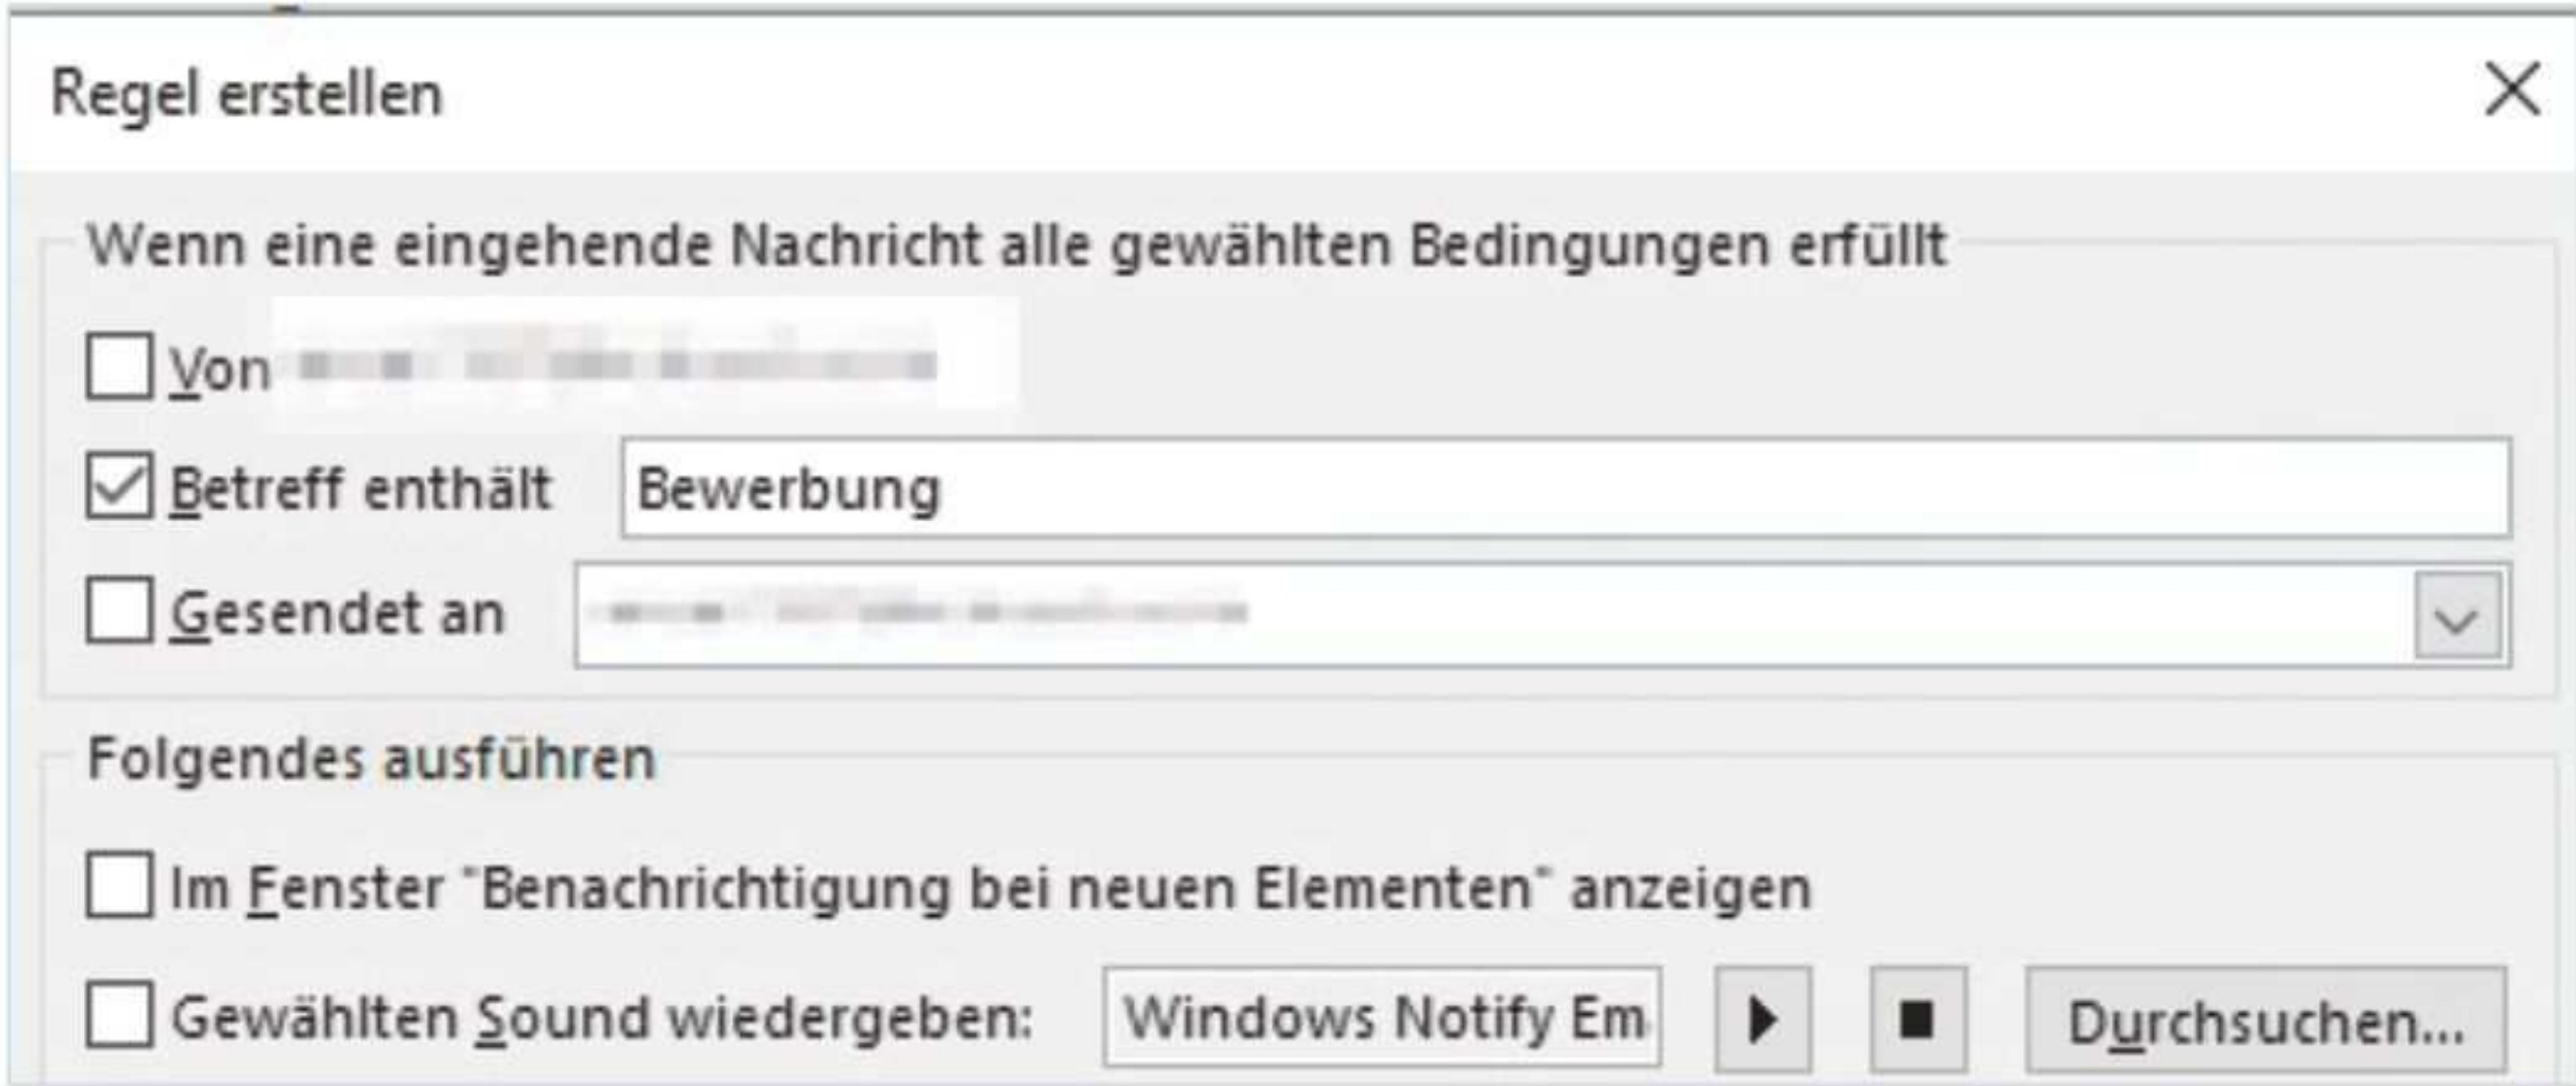 Regel erstellen
Wenn eine eingehende Nachricht alle gewählten Bedingungen erfüllt
Von
Betreff enthält Bewerbung
Gesendet an
Folgendes ausführen
Im Fenster "Benachrichtigung bei neuen Elementen" anzeigen
Gewählten Sound wiedergeben: Windows Notify Em Durchsuchen...